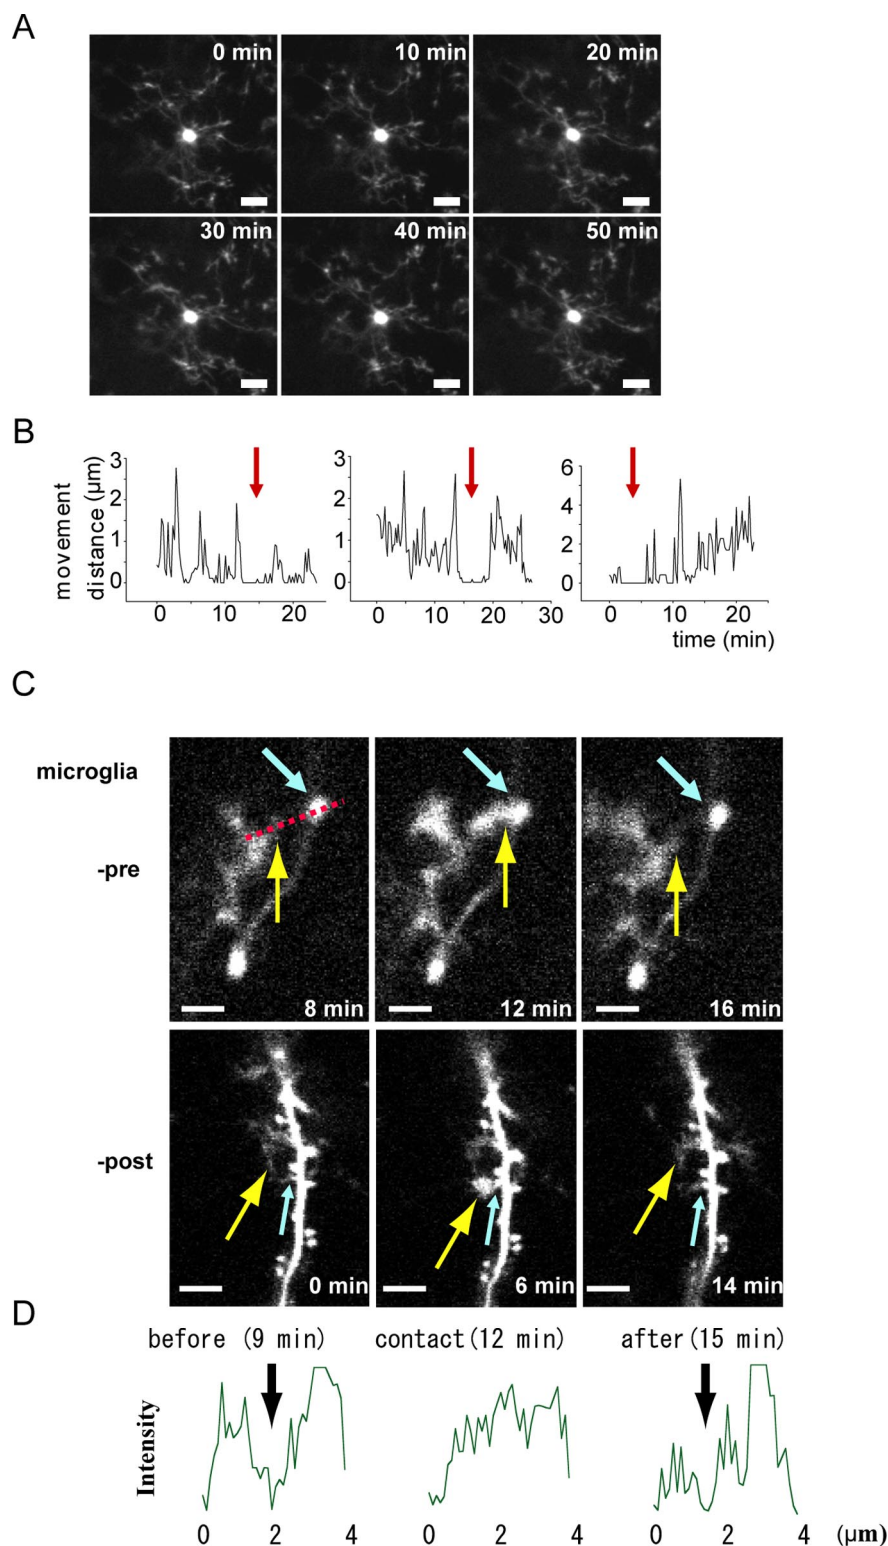 A
0 min
10 min
20 min
30 min
40 min
50 min
B
movement
distance (µm)
3
2
1
0
0
10
20
3
2
1
0
0
10
20
30
6
4
2
0
0
10
20
time (min)
C
microglia
-pre
8 min
12 min
16 min
-post
0 min
6 min
14 min
D
before (9 min)
contact(12 min)
after(15 min)
Intensity
0
2
4
0
2
4
0
2
4
(µm)